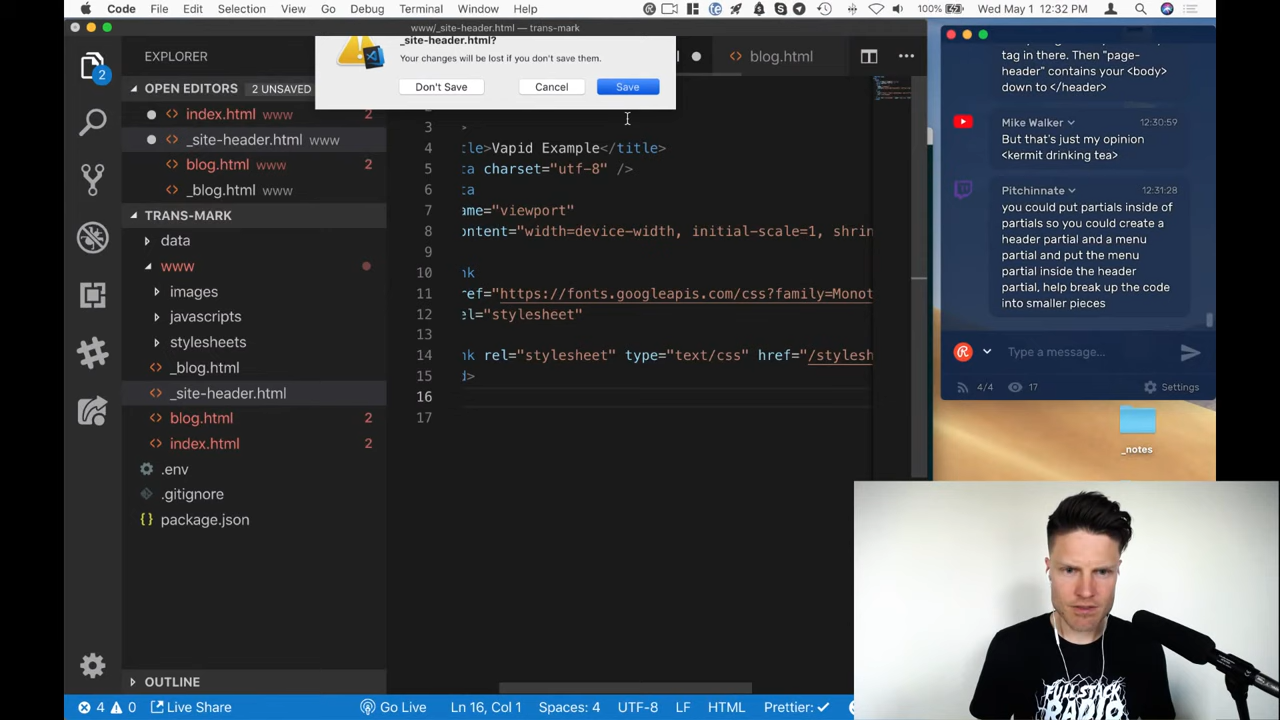 Code File Edit Selection View Go Debug Terminal Window 100% Wed May 1 12:32 PM
www/_site-header.html — trans-mark
_site-header.html?
Your changes will be lost if you don't save them.
Don't Save Cancel Save
EXPLORER
2
blog.html
OPEN EDITORS 2 UNSAVED
index.html www 2
_site-header.html www
blog.html www 2
_blog.html www
TRANS-MARK
data
www
images
javascripts
stylesheets
_blog.html
_site-header.html
blog.html 2
index.html 2
.env
.gitignore
package.json
OUTLINE
3 >
4 tle>Vapid Example</title>
5 ta charset="utf-8" />
6 ta
7 ame="viewport"
8 ontent="width=device-width, initial-scale=1, shrin
9
10 nk
11 ref="https://fonts.googleapis.com/css?family=Monot
12 el="stylesheet"
13
14 nk rel="stylesheet" type="text/css" href="/stylesh
15 d>
16
17
4 0 Live Share Go Live Ln 16, Col 1 Spaces: 4 UTF-8 LF HTML Prettier: ✓
tag in there. Then "page-
header" contains your <body>
down to </header>
Mike Walker 12:30:59
But that's just my opinion
<kermit drinking tea>
Pitchinnate 12:31:28
you could put partials inside of
partials so you could create a
header partial and a menu
partial and put the menu
partial inside the header
partial, help break up the code
into smaller pieces
Type a message...
4/4 17 Settings
_notes
FULL STACK
RADIO